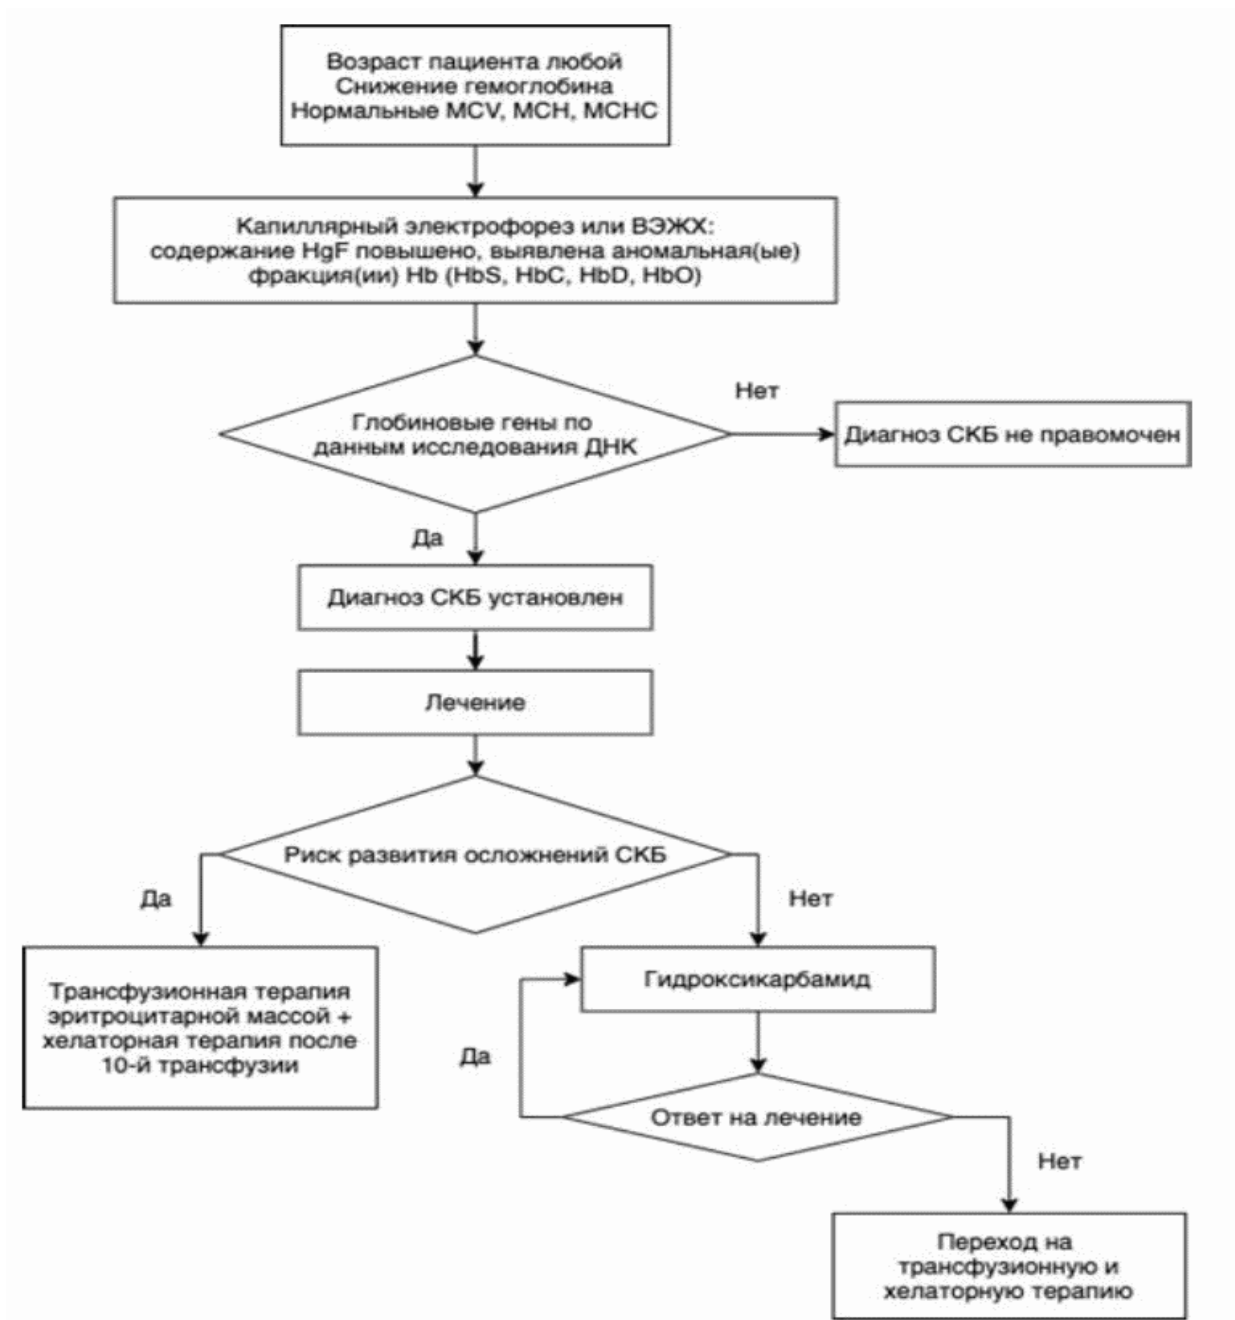 Возраст пациента любой
Снижение гемоглобина
Нормальные MCV, MCH, MCHC
Капиллярный электрофорез или ВЭЖХ:
содержание HgF повышено, выявлена аномальная(ые)
фракция(ии) Hb (HbS, HbC, HbD, HbO)
Глобиновые гены по
данным исследования ДНК
Нет
Диагноз СКБ не правомочен
Да
Диагноз СКБ установлен
Лечение
Риск развития осложнений СКБ
Да
Нет
Трансфузионная терапия
эритроцитарной массой +
хелаторная терапия после
10-й трансфузии
Гидроксикарбамид
Да
Ответ на лечение
Нет
Переход на
трансфузионную и
хелаторную терапию